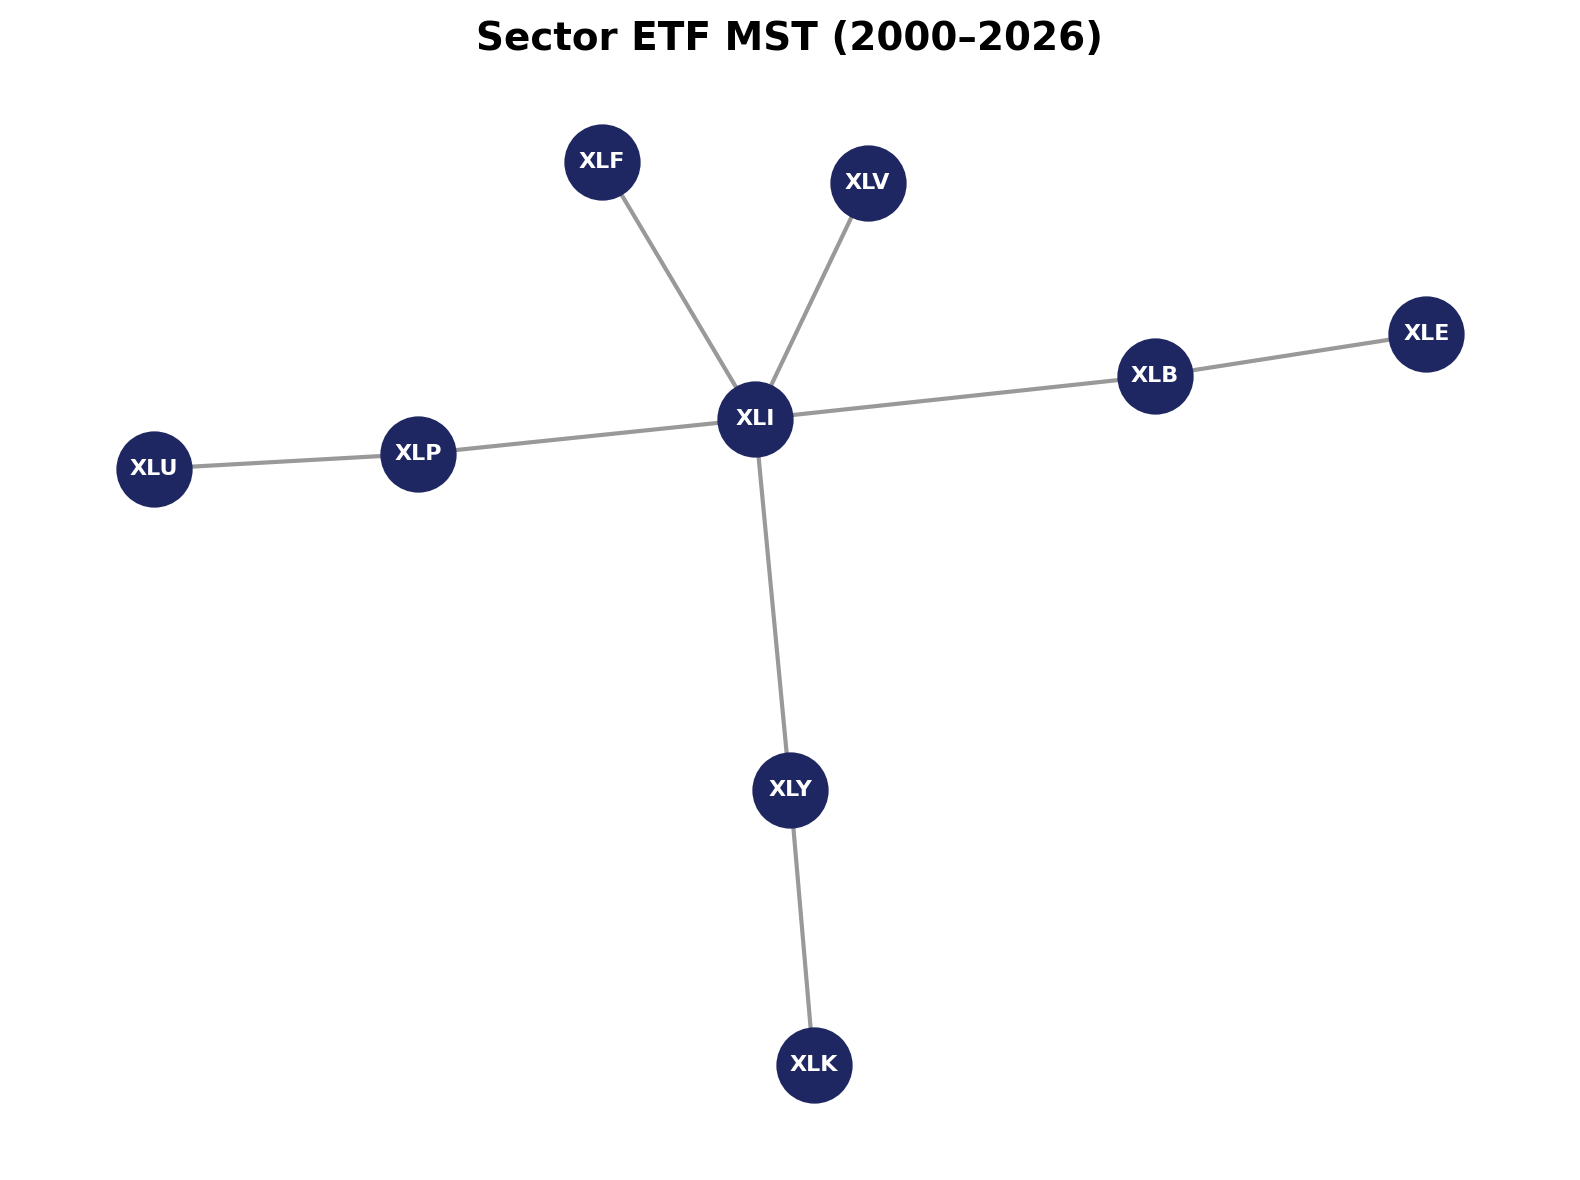 Sector ETF MST (2000–2026)
XLF
XLV
XLE
XLB
XLI
XLP
XLU
XLY
XLK